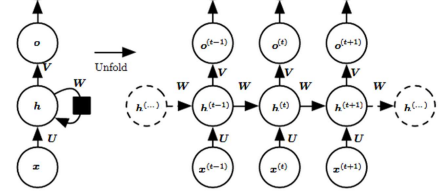 o o^(t−1) o^(t) o^(t+1)
Unfold
V V V V
W W W W W
h h^(...) h^(t−1) h^(t) h^(t+1) h^(...)
U U U U
x x^(t−1) x^(t) x^(t+1)